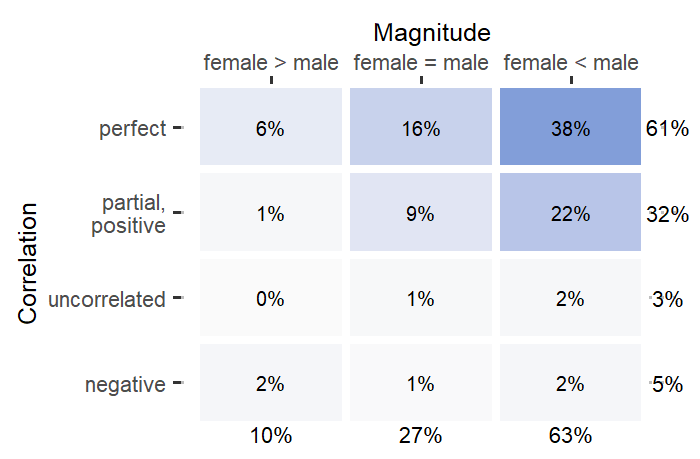 Magnitude
female > male female = male female < male
perfect 6% 16% 38% 61%
partial,
positive 1% 9% 22% 32%
Correlation
uncorrelated 0% 1% 2% 3%
negative 2% 1% 2% 5%
10% 27% 63%